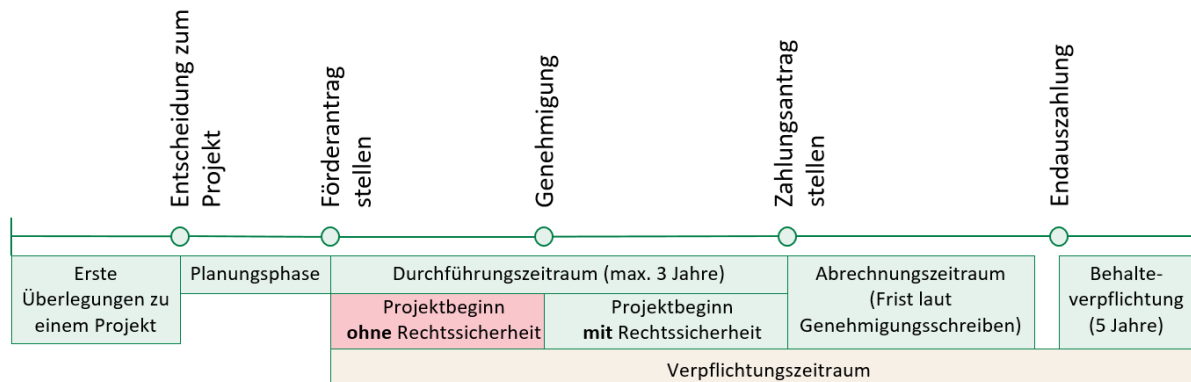 Entscheidung zum
Projekt
Förderantrag
stellen
Genehmigung
Zahlungsantrag
stellen
Endauszahlung
Erste
Überlegungen zu
einem Projekt
Planungsphase
Durchführungszeitraum (max. 3 Jahre)
Projektbeginn
ohne Rechtssicherheit
Projektbeginn
mit Rechtssicherheit
Abrechnungszeitraum
(Frist laut
Genehmigungsschreiben)
Behalte-
verpflichtung
(5 Jahre)
Verpflichtungszeitraum